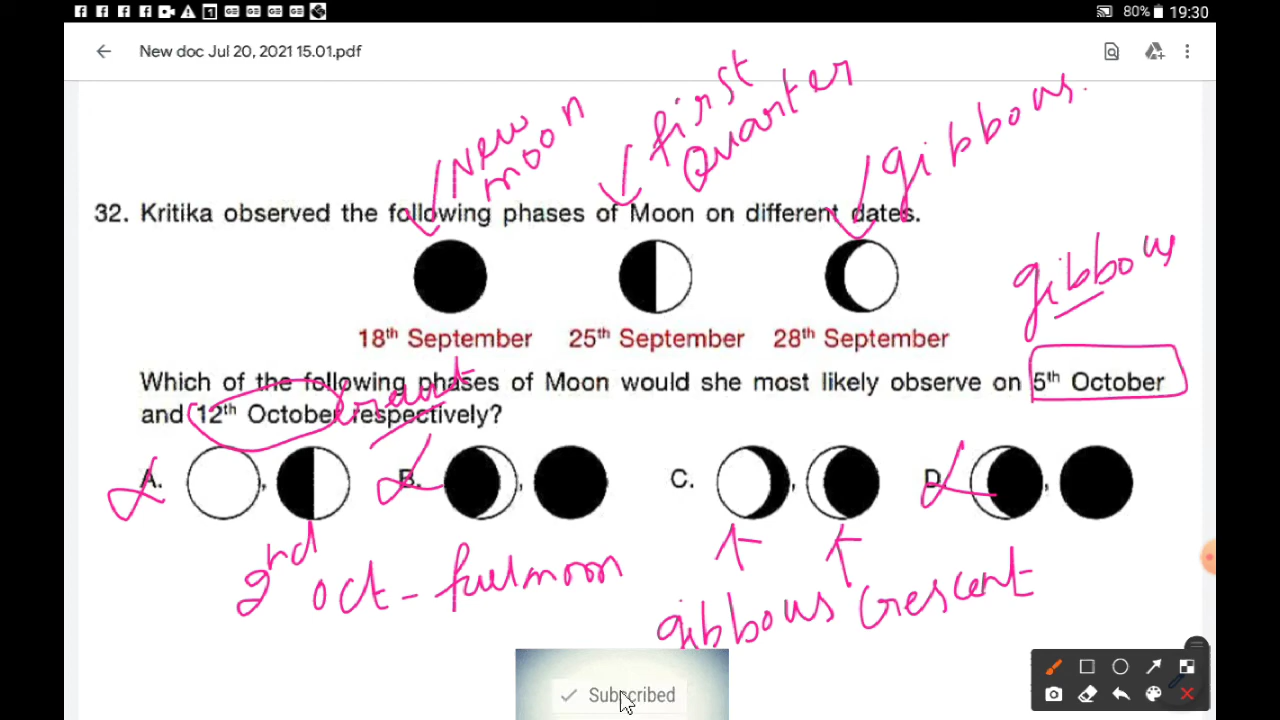 80% 19:30
New doc Jul 20, 2021 15.01.pdf
New moon
first quarter
gibbous.
32. Kritika observed the following phases of Moon on different dates.
gibbous
18th September 25th September 28th September
Which of the following phases of Moon would she most likely observe on 5th October
and 12th October respectively?
A. , B. , C. , D. ,
2nd oct - fullmoon
gibbous crescent
Subscribed